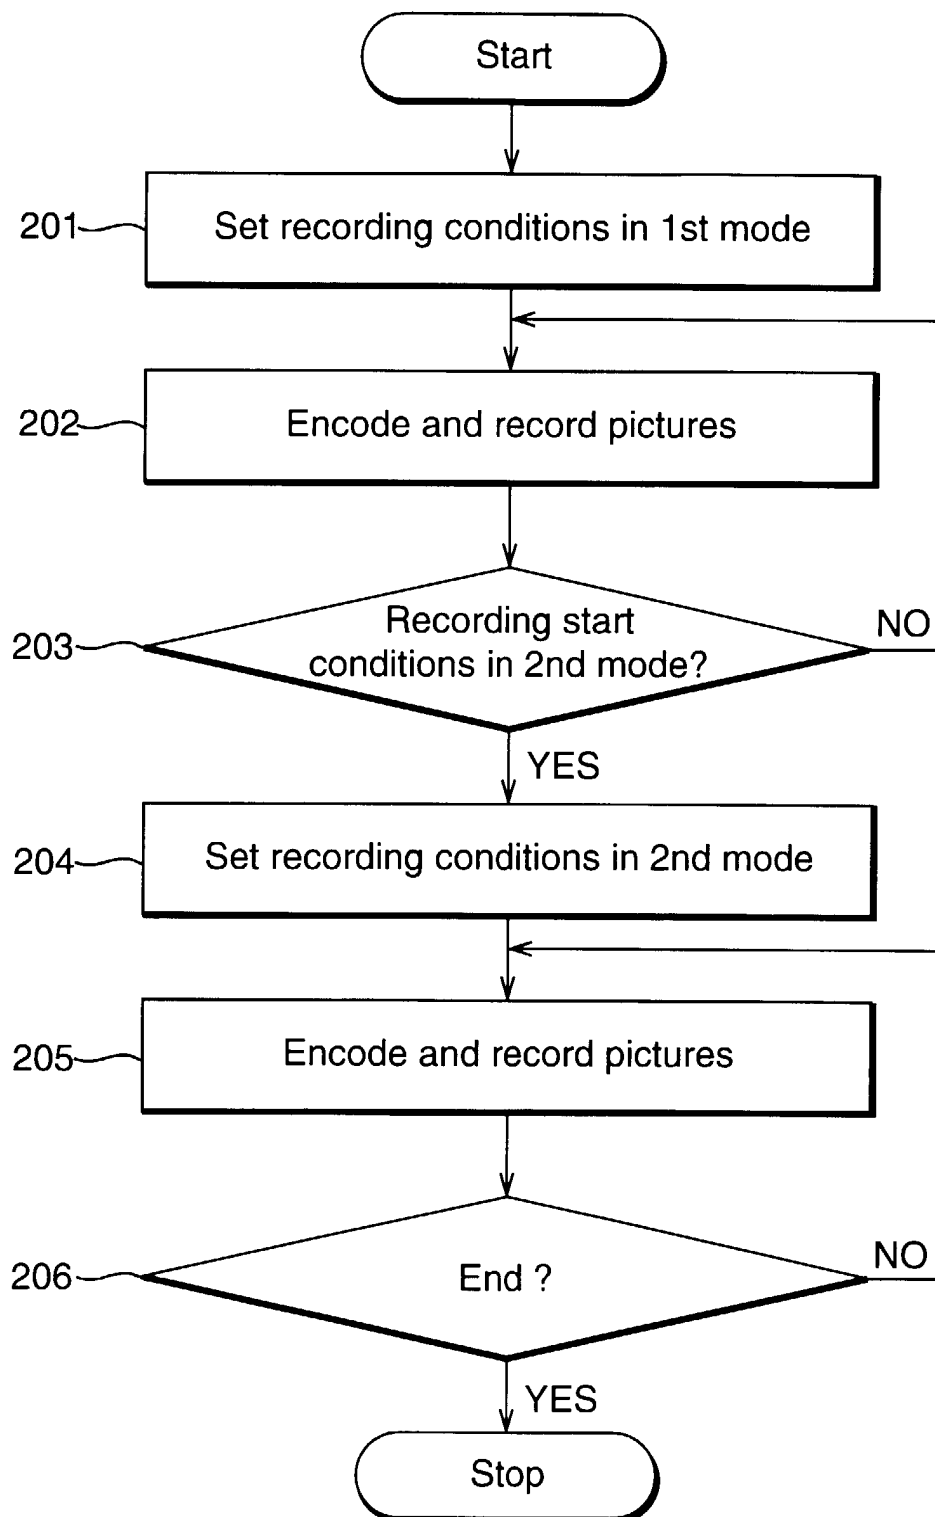 Start
201
Set recording conditions in 1st mode
202
Encode and record pictures
203
Recording start
conditions in 2nd mode?
NO
YES
204
Set recording conditions in 2nd mode
205
Encode and record pictures
206
End ?
NO
YES
Stop